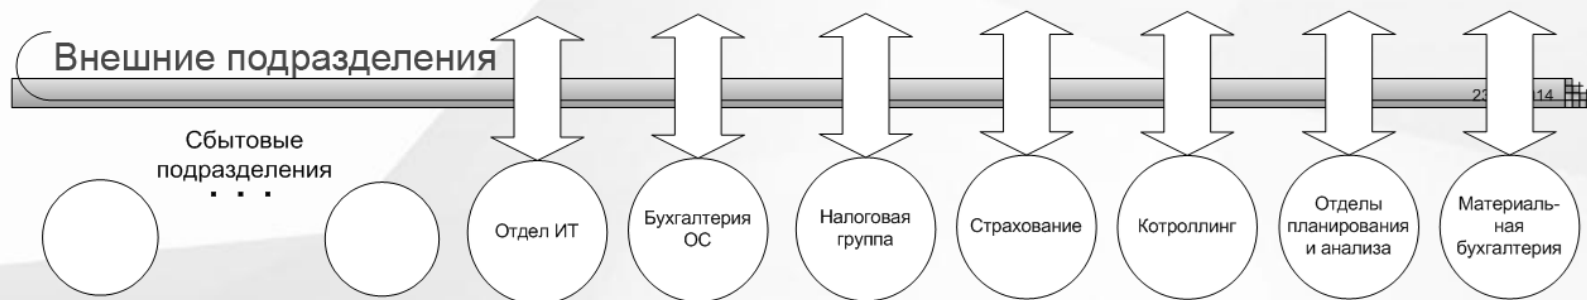 Внешние подразделения
Сбытовые
подразделения
. . .
Отдел ИТ
Бухгалтерия
ОС
Налоговая
группа
Страхование
Котроллинг
Отделы
планирования
и анализа
Материаль-
ная
бухгалтерия